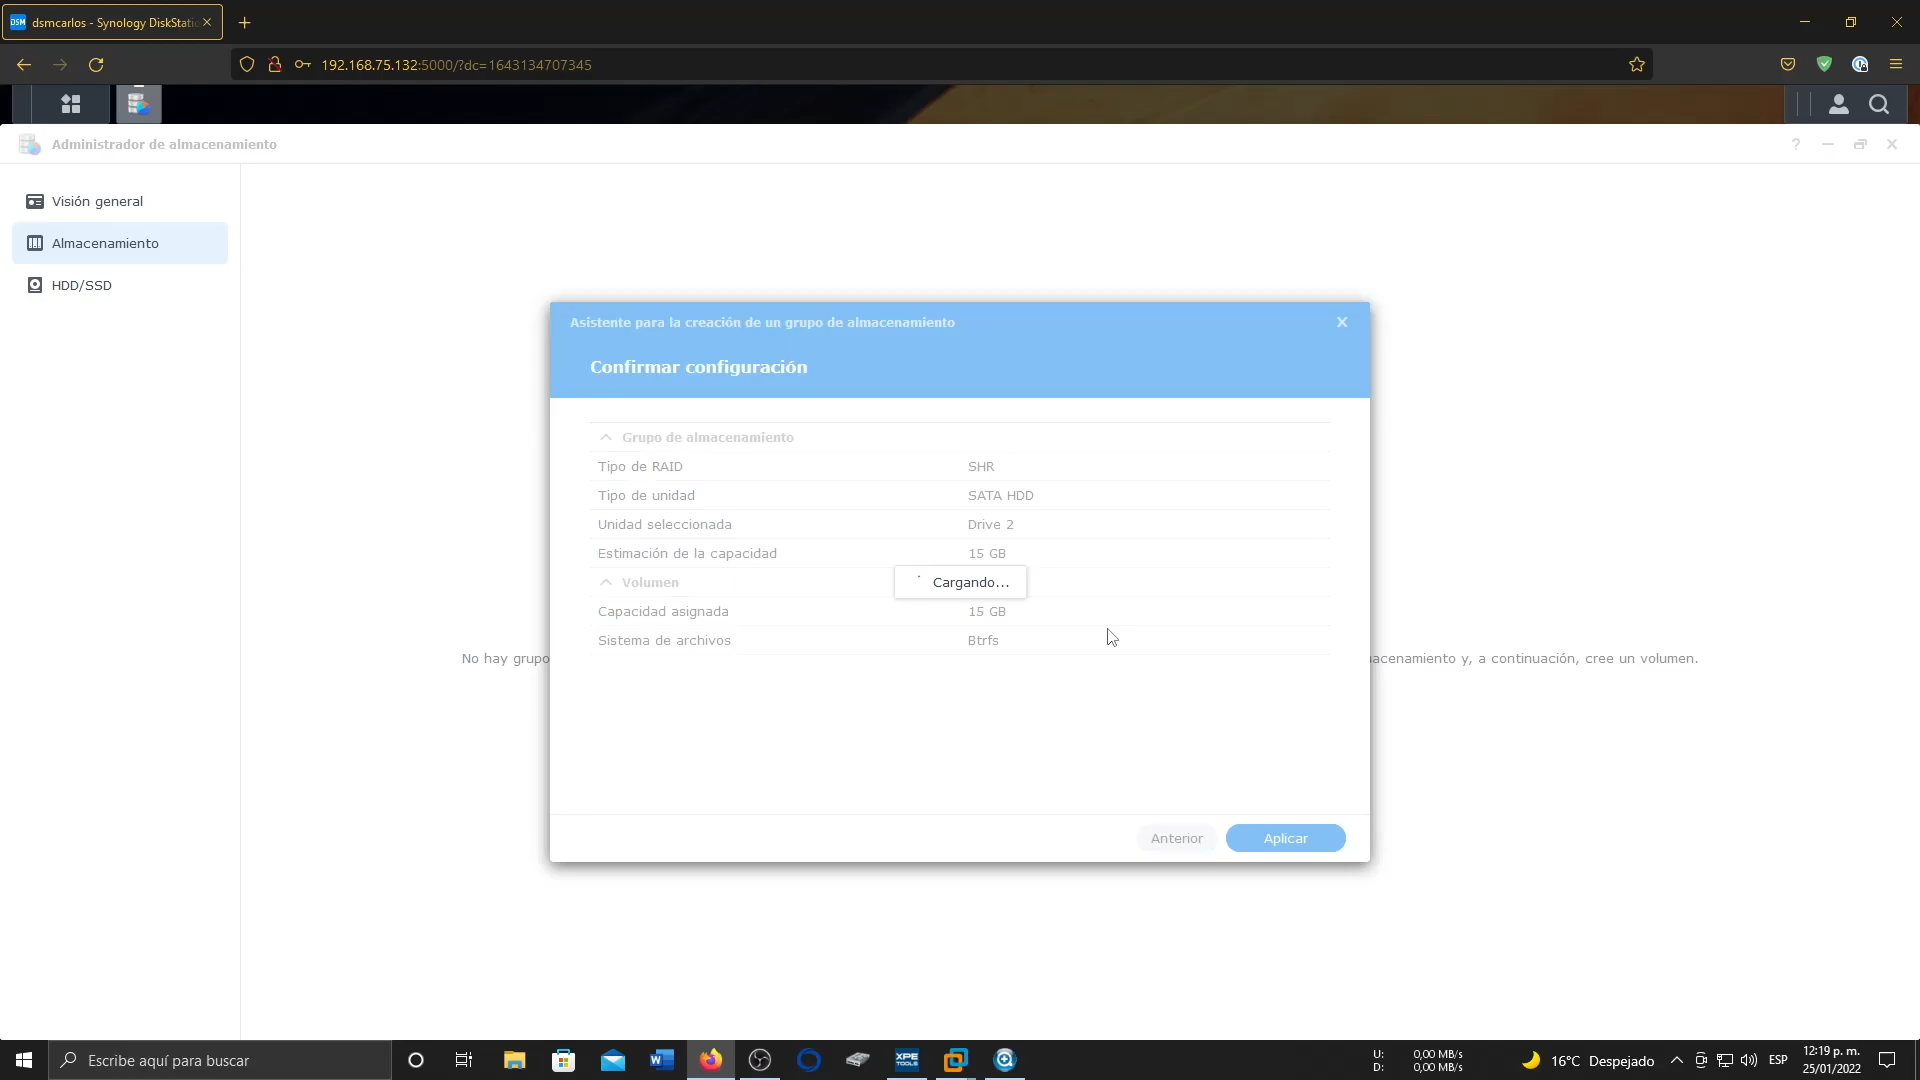 DSM dsmcarlos - Synology DiskStati
192.168.75.132:5000/?dc=1643134707345
Administrador de almacenamiento
Visión general
Almacenamiento
HDD/SSD
Asistente para la creación de un grupo de almacenamiento
Confirmar configuración
Grupo de almacenamiento
Tipo de RAID SHR
Tipo de unidad SATA HDD
Unidad seleccionada Drive 2
Estimación de la capacidad 15 GB
Volumen
Cargando...
Capacidad asignada 15 GB
Sistema de archivos Btrfs
No hay grupo
acenamiento y, a continuación, cree un volumen.
Anterior Aplicar
Escribe aquí para buscar
XPE TOOLS
U: 0,00 MB/s
D: 0,00 MB/s
16°C Despejado
ESP
12:19 p. m.
25/01/2022